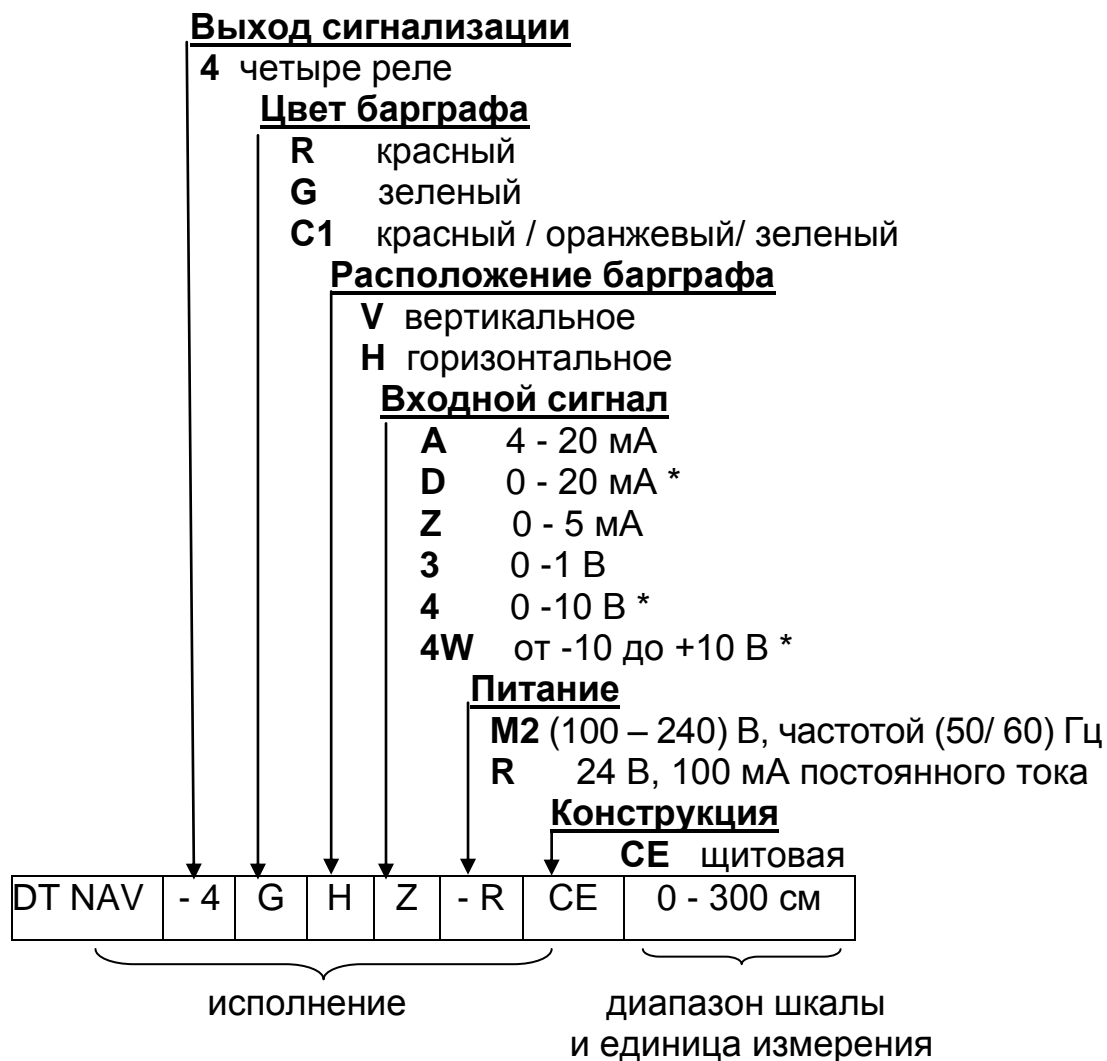 Выход сигнализации
4 четыре реле
Цвет барграфа
R красный
G зеленый
C1 красный / оранжевый/ зеленый
Расположение барграфа
V вертикальное
H горизонтальное
Входной сигнал
A 4 - 20 мА
D 0 - 20 мА *
Z 0 - 5 мА
3 0 -1 В
4 0 -10 В *
4W от -10 до +10 В *
Питание
M2 (100 – 240) В, частотой (50/ 60) Гц
R 24 В, 100 мА постоянного тока
Конструкция
CE щитовая
DT NAV - 4 G H Z - R CE 0 - 300 см
исполнение диапазон шкалы
и единица измерения